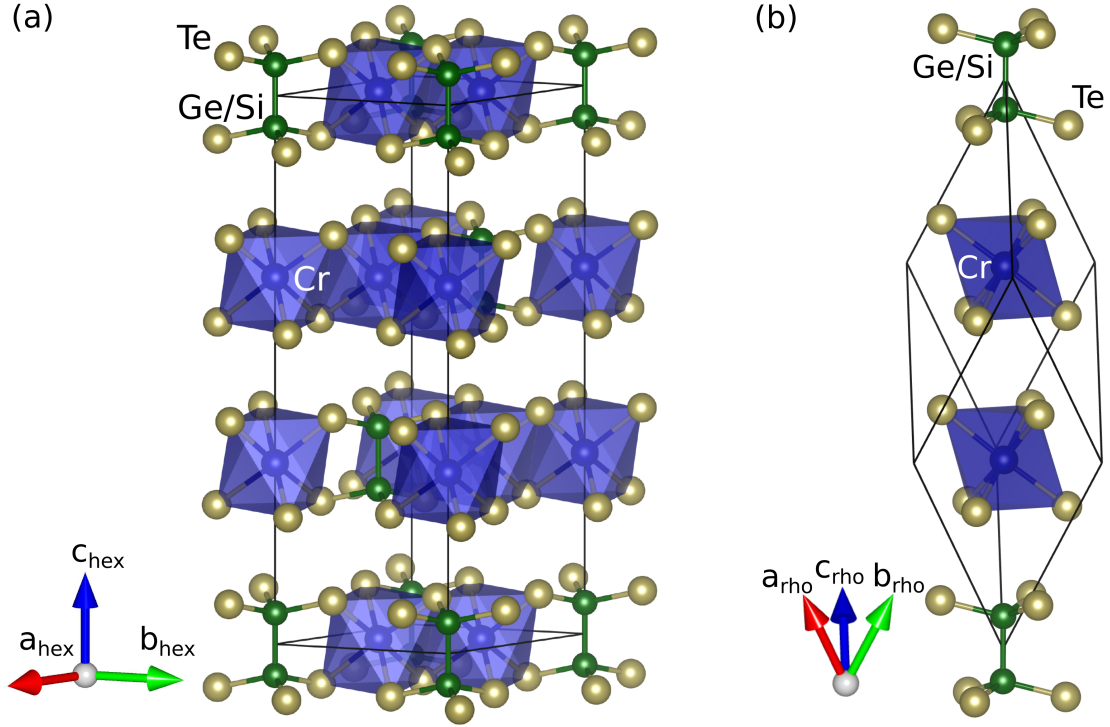 (a)
Te
Ge/Si
Cr
c_hex
a_hex
b_hex
(b)
Ge/Si
Te
Cr
a_rho
c_rho
b_rho